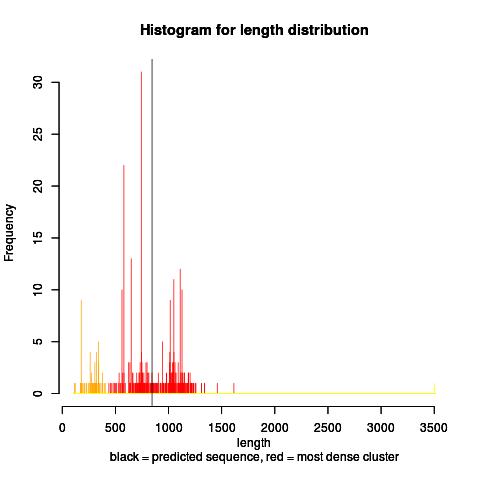 Histogram for length distribution
Frequency
30
25
20
15
10
5
0
0 500 1000 1500 2000 2500 3000 3500
length
black = predicted sequence, red = most dense cluster